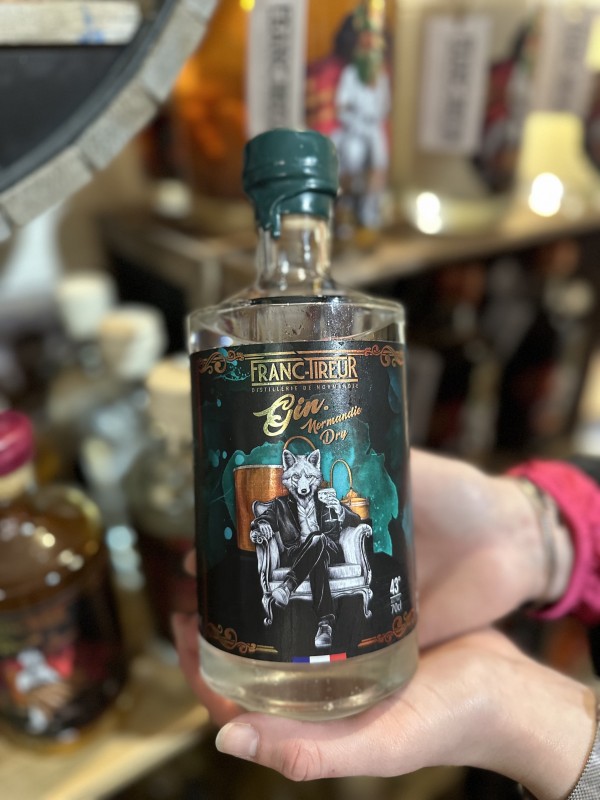 FRANC-TIREUR
DISTILLERIE DE NORMANDIE
Gin
Normandie
Dry
43°
70cl